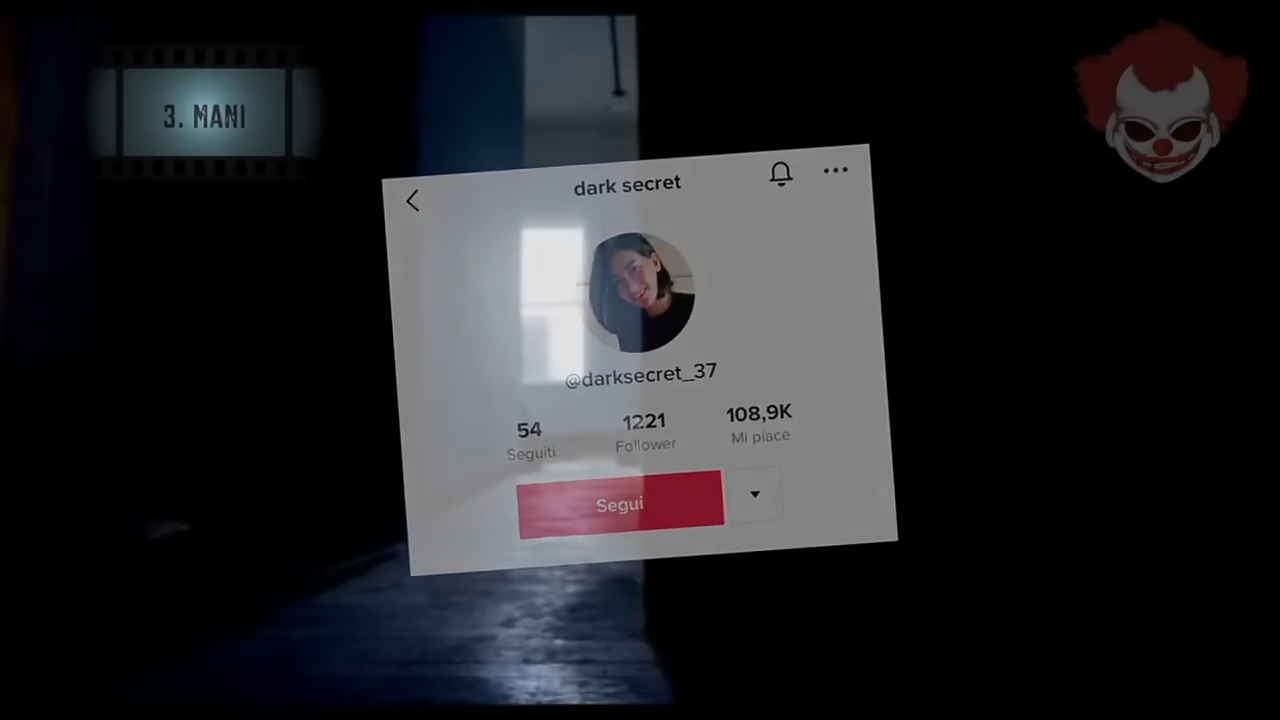 3. MANI
dark secret
@darksecret_37
54 1221 108,9K
Seguiti Follower Mi piace
Segui